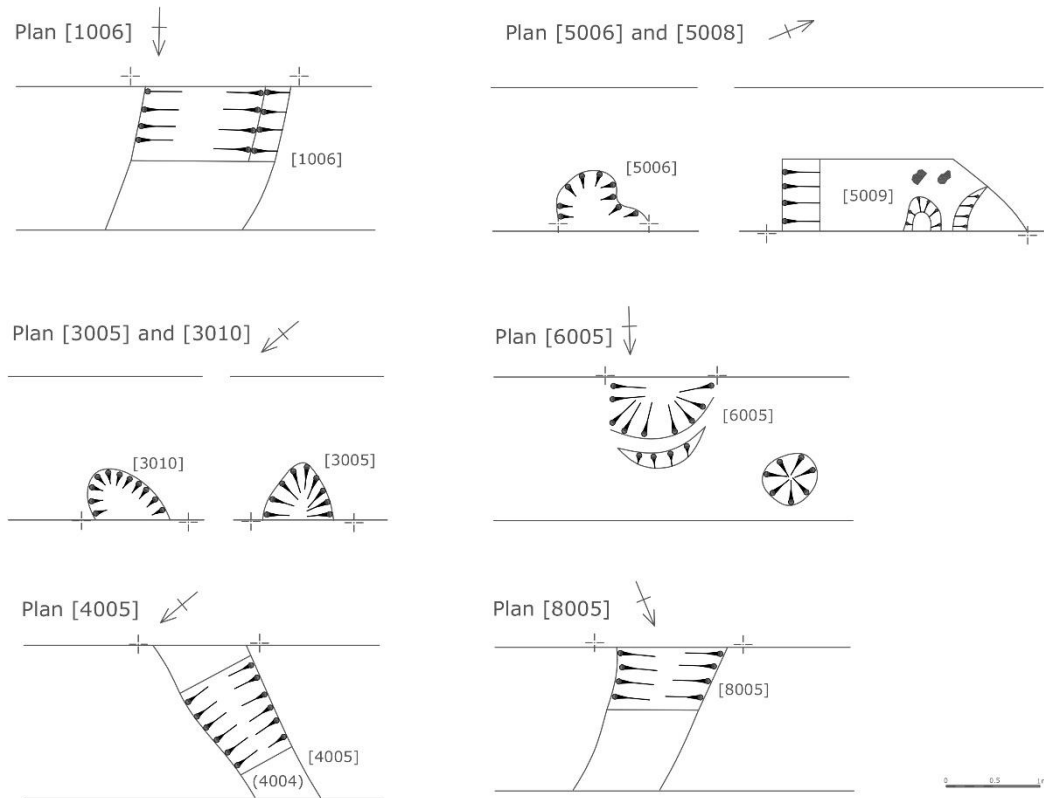 Plan [1006]
[1006]
Plan [5006] and [5008]
[5006]
[5009]
Plan [3005] and [3010]
[3010]
[3005]
Plan [6005]
[6005]
Plan [4005]
[4005]
(4004)
Plan [8005]
[8005]
0 0.5